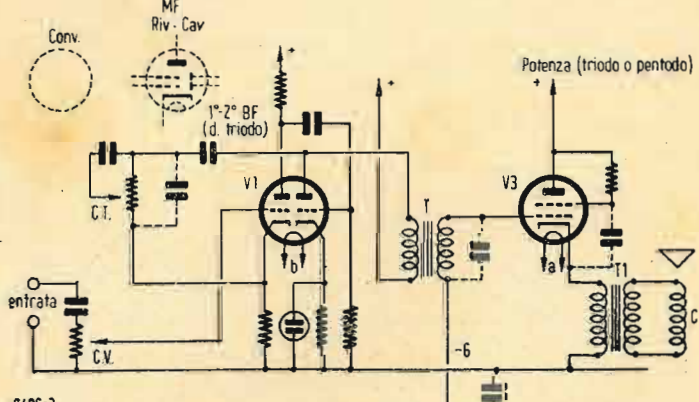 MF
Riv - Cav
Conv.
+
+
Potenza (triodo o pentodo)
+
1°-2° BF
(d. triodo)
V1
C.T.
T
V3
b
a
T1
entrata
C.V.
-6
C